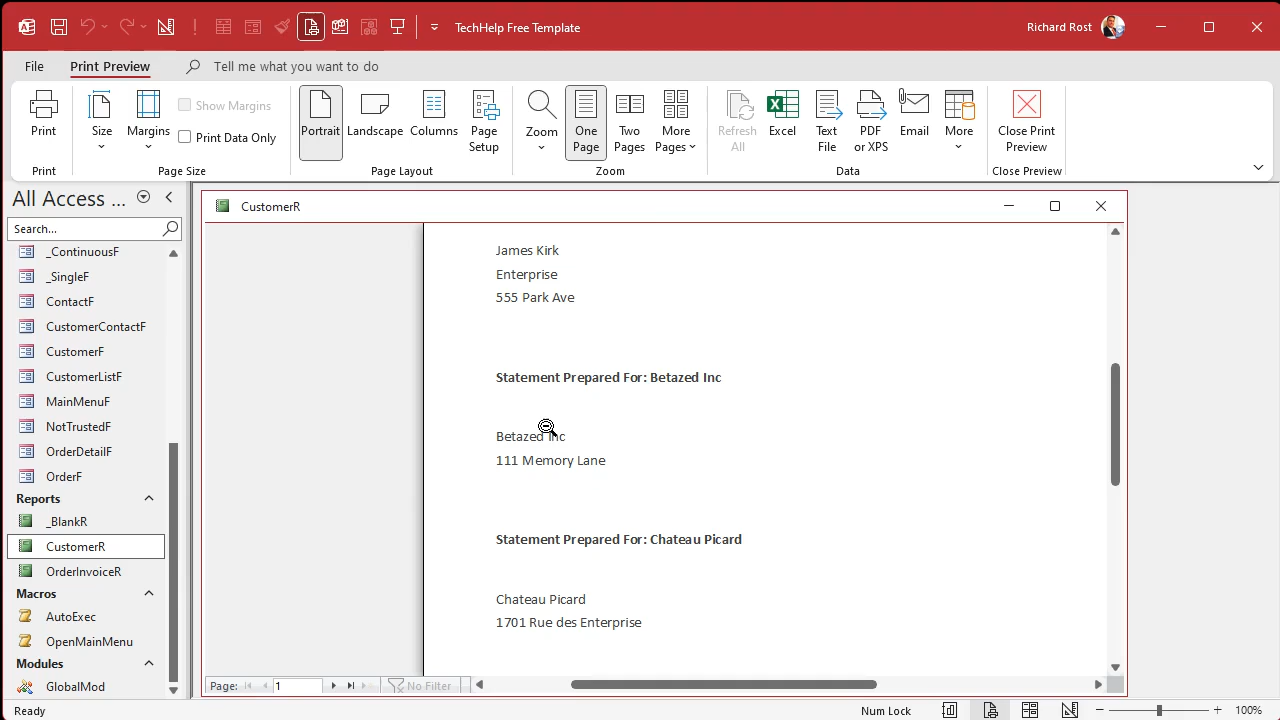 TechHelp Free Template
Richard Rost
File
Print Preview
Tell me what you want to do
Print
Size
Margins
Show Margins
Print Data Only
Portrait
Landscape
Columns
Page Setup
Zoom
One Page
Two Pages
More Pages
Refresh All
Excel
Text File
PDF or XPS
Email
More
Close Print Preview
Print
Page Size
Page Layout
Zoom
Data
Close Preview
All Access ...
Search...
_ContinuousF
_SingleF
ContactF
CustomerContactF
CustomerF
CustomerListF
MainMenuF
NotTrustedF
OrderDetailF
OrderF
Reports
_BlankR
CustomerR
OrderInvoiceR
Macros
AutoExec
OpenMainMenu
Modules
GlobalMod
CustomerR
James Kirk
Enterprise
555 Park Ave
Statement Prepared For: Betazed Inc
Betazed Inc
111 Memory Lane
Statement Prepared For: Chateau Picard
Chateau Picard
1701 Rue des Enterprise
Page:
1
No Filter
Ready
Num Lock
100%